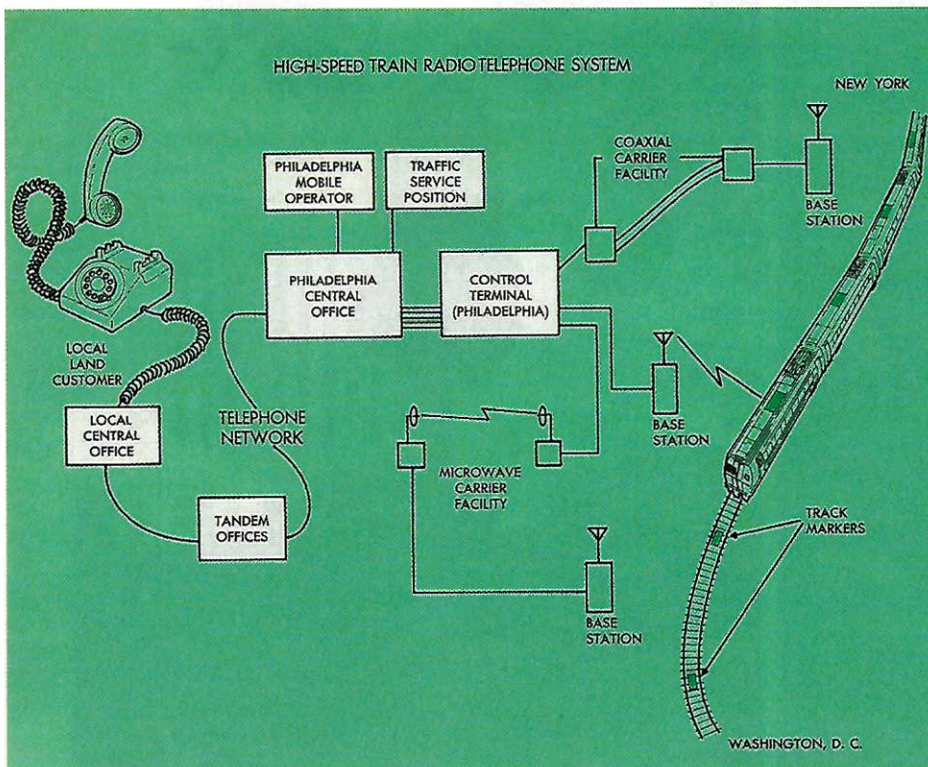 HIGH-SPEED TRAIN RADIOTELEPHONE SYSTEM
NEW YORK
COAXIAL
CARRIER
FACILITY
BASE
STATION
PHILADELPHIA
MOBILE
OPERATOR
TRAFFIC
SERVICE
POSITION
PHILADELPHIA
CENTRAL
OFFICE
CONTROL
TERMINAL
(PHILADELPHIA)
LOCAL
LAND
CUSTOMER
LOCAL
CENTRAL
OFFICE
TELEPHONE
NETWORK
TANDEM
OFFICES
BASE
STATION
MICROWAVE
CARRIER
FACILITY
BASE
STATION
TRACK
MARKERS
WASHINGTON, D. C.